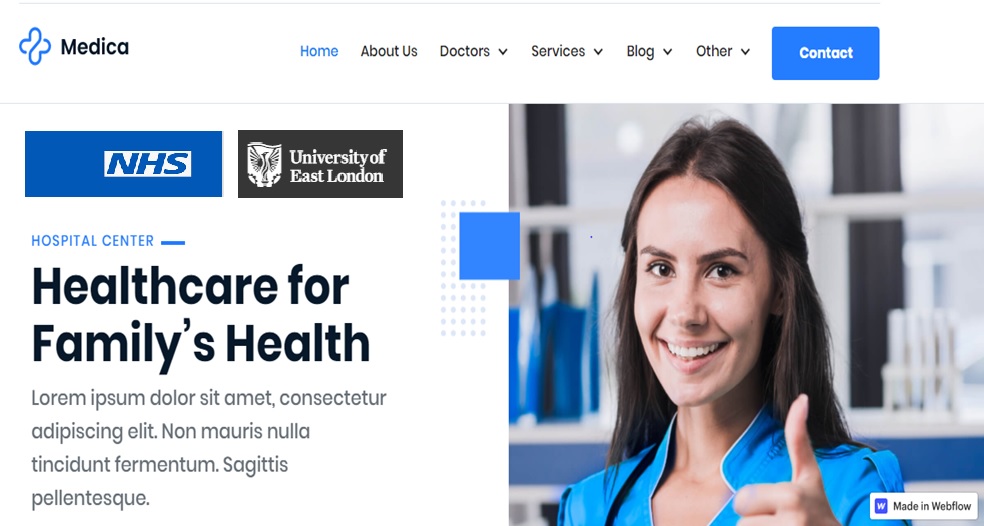 Medica
Home About Us Doctors Services Blog Other Contact
NHS
University of
East London
HOSPITAL CENTER
Healthcare for
Family’s Health
Lorem ipsum dolor sit amet, consectetur
adipiscing elit. Non mauris nulla
tincidunt fermentum. Sagittis
pellentesque.
Made in Webflow